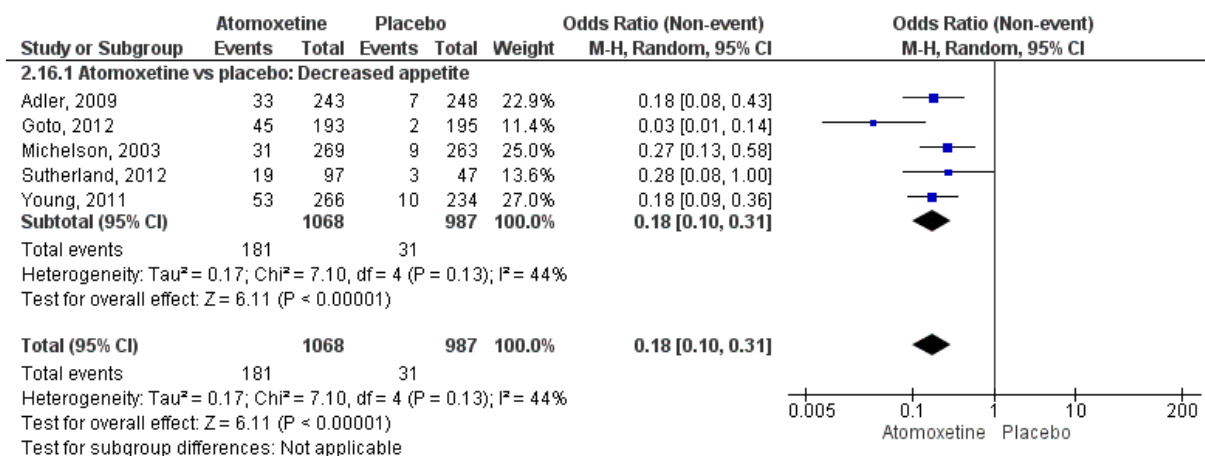 Atomoxetine Placebo Odds Ratio (Non-event) Odds Ratio (Non-event)
Study or Subgroup Events Total Events Total Weight M-H, Random, 95% CI M-H, Random, 95% CI
2.16.1 Atomoxetine vs placebo: Decreased appetite
Adler, 2009 33 243 7 248 22.9% 0.18 [0.08, 0.43]
Goto, 2012 45 193 2 195 11.4% 0.03 [0.01, 0.14]
Michelson, 2003 31 269 9 263 25.0% 0.27 [0.13, 0.58]
Sutherland, 2012 19 97 3 47 13.6% 0.28 [0.08, 1.00]
Young, 2011 53 266 10 234 27.0% 0.18 [0.09, 0.36]
Subtotal (95% CI) 1068 987 100.0% 0.18 [0.10, 0.31]
Total events 181 31
Heterogeneity: Tau² = 0.17; Chi² = 7.10, df = 4 (P = 0.13); I² = 44%
Test for overall effect: Z = 6.11 (P < 0.00001)
Total (95% CI) 1068 987 100.0% 0.18 [0.10, 0.31]
Total events 181 31
Heterogeneity: Tau² = 0.17; Chi² = 7.10, df = 4 (P = 0.13); I² = 44%
Test for overall effect: Z = 6.11 (P < 0.00001)
Test for subgroup differences: Not applicable
0.005 0.1 1 10 200
Atomoxetine Placebo